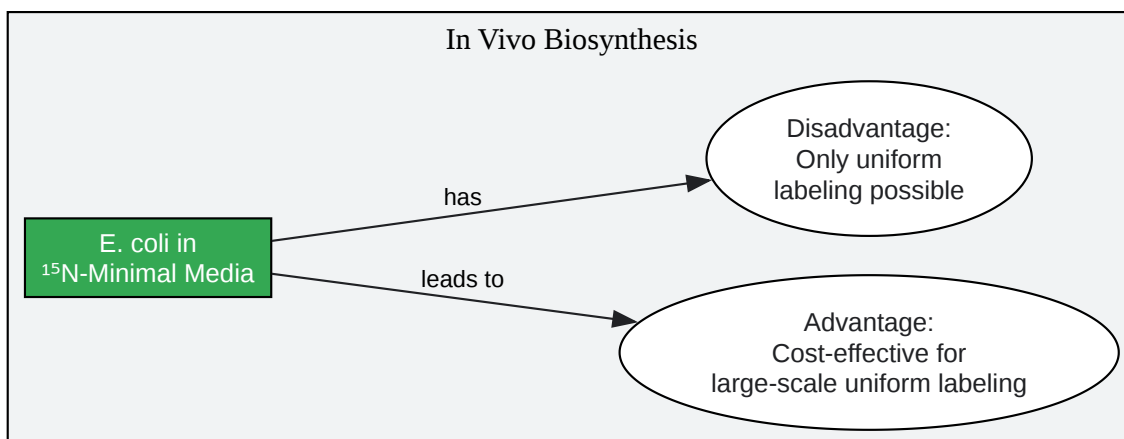 In Vivo Biosynthesis
Disadvantage:
Only uniform
labeling possible
has
E. coli in
¹⁵N-Minimal Media
leads to
Advantage:
Cost-effective for
large-scale uniform labeling